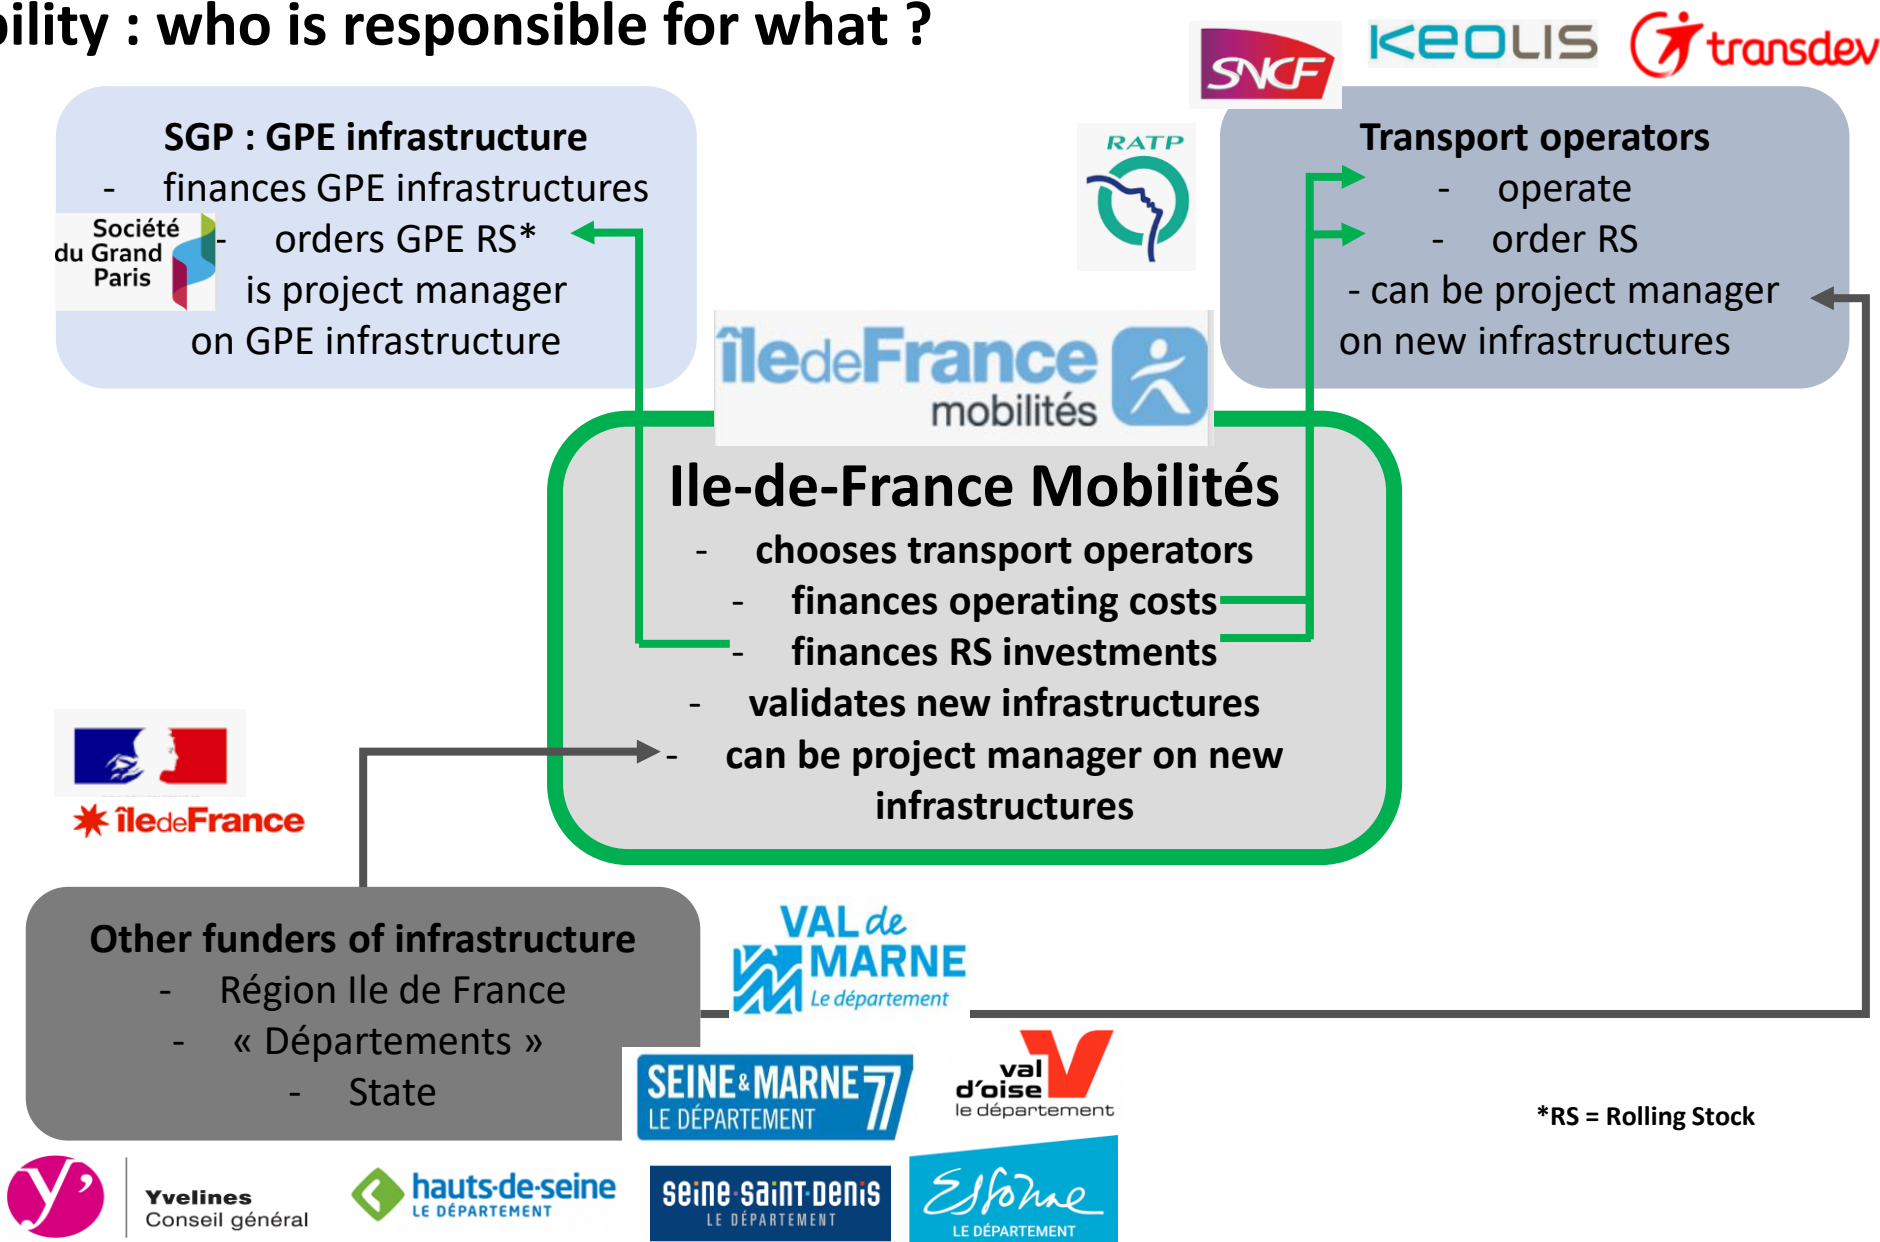 bility : who is responsible for what ?
SNCF
KEOLIS
transdev
SGP : GPE infrastructure
- finances GPE infrastructures
- orders GPE RS*
is project manager
on GPE infrastructure
Société
du Grand
Paris
RATP
Transport operators
- operate
- order RS
- can be project manager
on new infrastructures
îledeFrance
mobilités
Ile-de-France Mobilités
- chooses transport operators
- finances operating costs
- finances RS investments
- validates new infrastructures
- can be project manager on new
infrastructures
îledeFrance
Other funders of infrastructure
- Région Ile de France
- « Départements »
- State
VAL de
MARNE
Le département
SEINE & MARNE 77
LE DÉPARTEMENT
val
d'oise
le département
*RS = Rolling Stock
y'
Yvelines
Conseil général
hauts-de-seine
LE DÉPARTEMENT
seine-saint-denis
LE DÉPARTEMENT
Essonne
LE DÉPARTEMENT